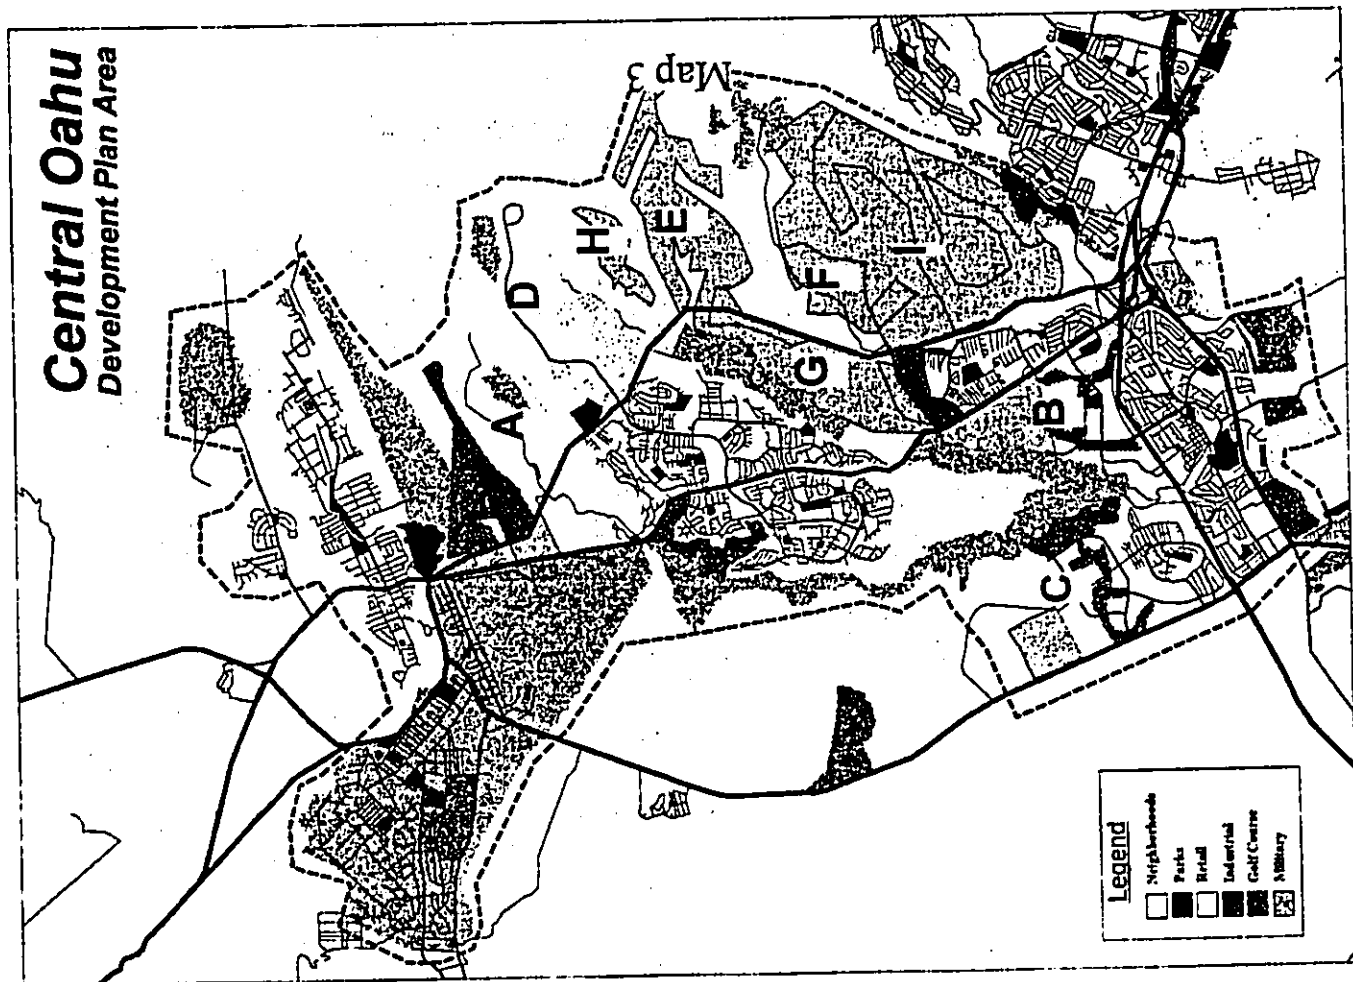 Central Oahu
Development Plan Area
Map 3
A
D
H
E
F
I
G
B
C
Legend
Neighborhoods
Parks
Retail
Industrial
Golf Course
Military